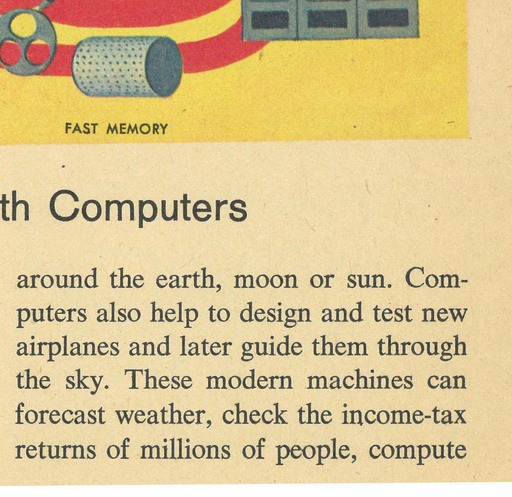 FAST MEMORY
th Computers
around the earth, moon or sun. Com-
puters also help to design and test new
airplanes and later guide them through
the sky. These modern machines can
forecast weather, check the income-tax
returns of millions of people, compute